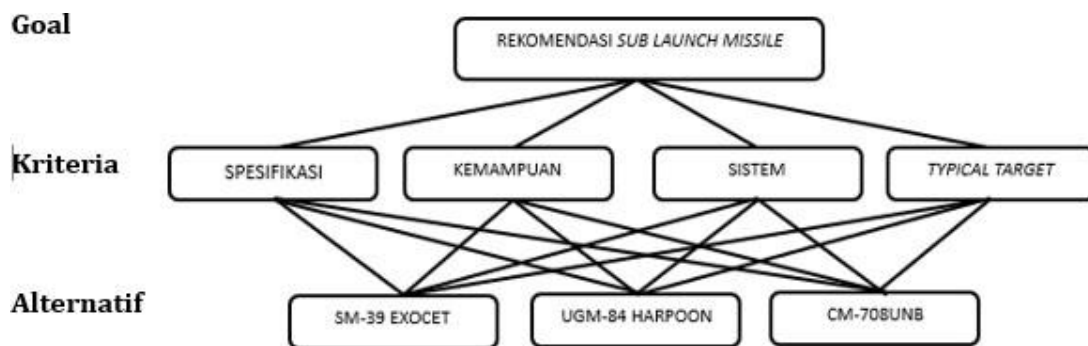 Goal
REKOMENDASI SUB LAUNCH MISSILE
Kriteria
SPESIFIKASI
KEMAMPUAN
SISTEM
TYPICAL TARGET
Alternatif
SM-39 EXOCET
UGM-84 HARPOON
CM-708UNB